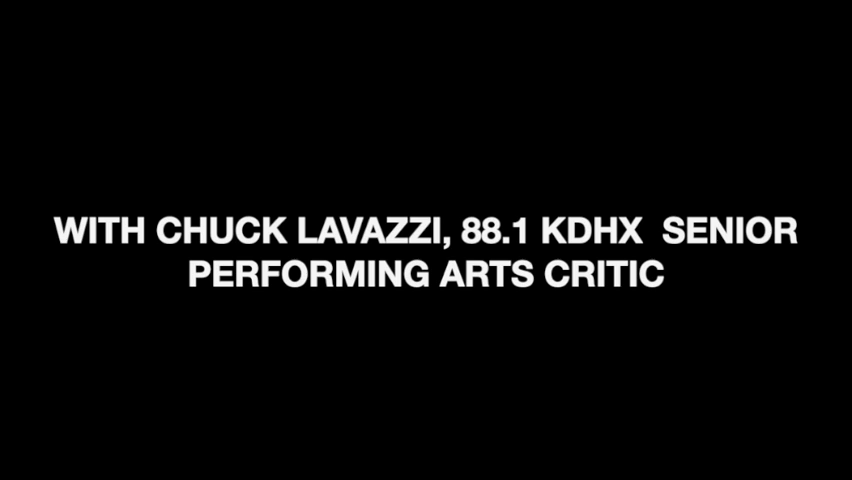 WITH CHUCK LAVAZZI, 88.1 KDHX  SENIOR
PERFORMING ARTS CRITIC